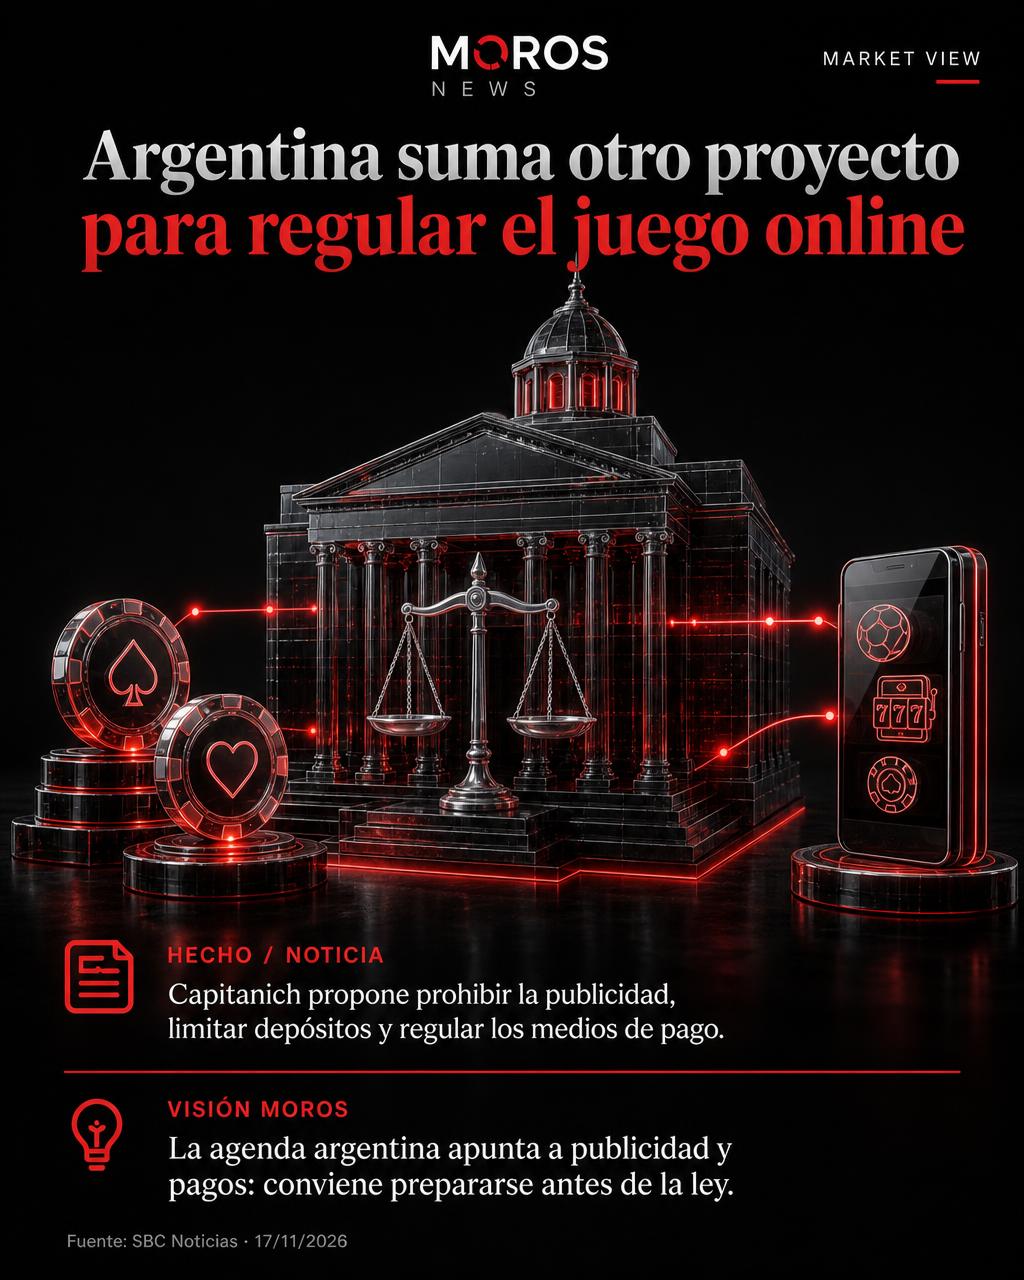 MOROS
NEWS
MARKET VIEW
Argentina suma otro proyecto
para regular el juego online
777
HECHO / NOTICIA
Capitanich propone prohibir la publicidad,
limitar depósitos y regular los medios de pago.
VISIÓN MOROS
La agenda argentina apunta a publicidad y
pagos: conviene prepararse antes de la ley.
Fuente: SBC Noticias · 17/11/2026